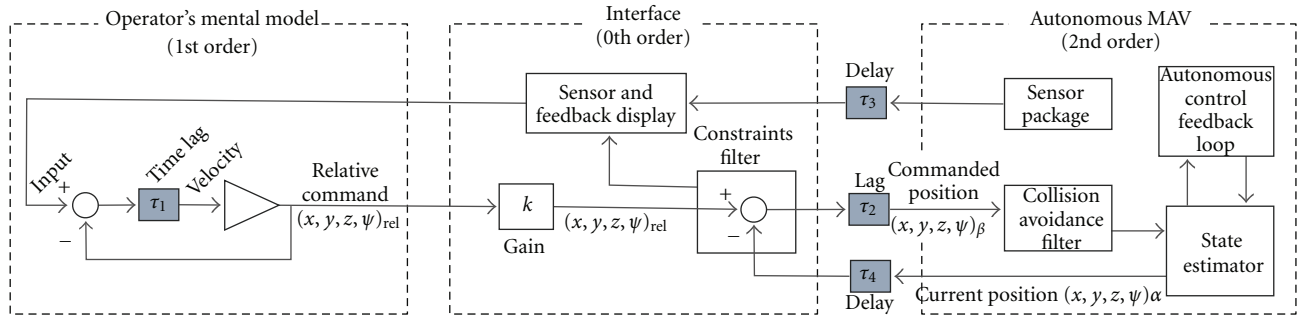 Operator's mental model
(1st order)
Input
+
−
Time lag
τ1
Velocity
Relative
command
(x, y, z, ψ)rel
Interface
(0th order)
Sensor and
feedback display
k
Gain
(x, y, z, ψ)rel
Constraints
filter
+
−
Delay
τ3
Lag
τ2
τ4
Delay
Autonomous MAV
(2nd order)
Sensor
package
Autonomous
control
feedback
loop
Commanded
position
(x, y, z, ψ)β
Collision
avoidance
filter
State
estimator
Current position (x, y, z, ψ)α